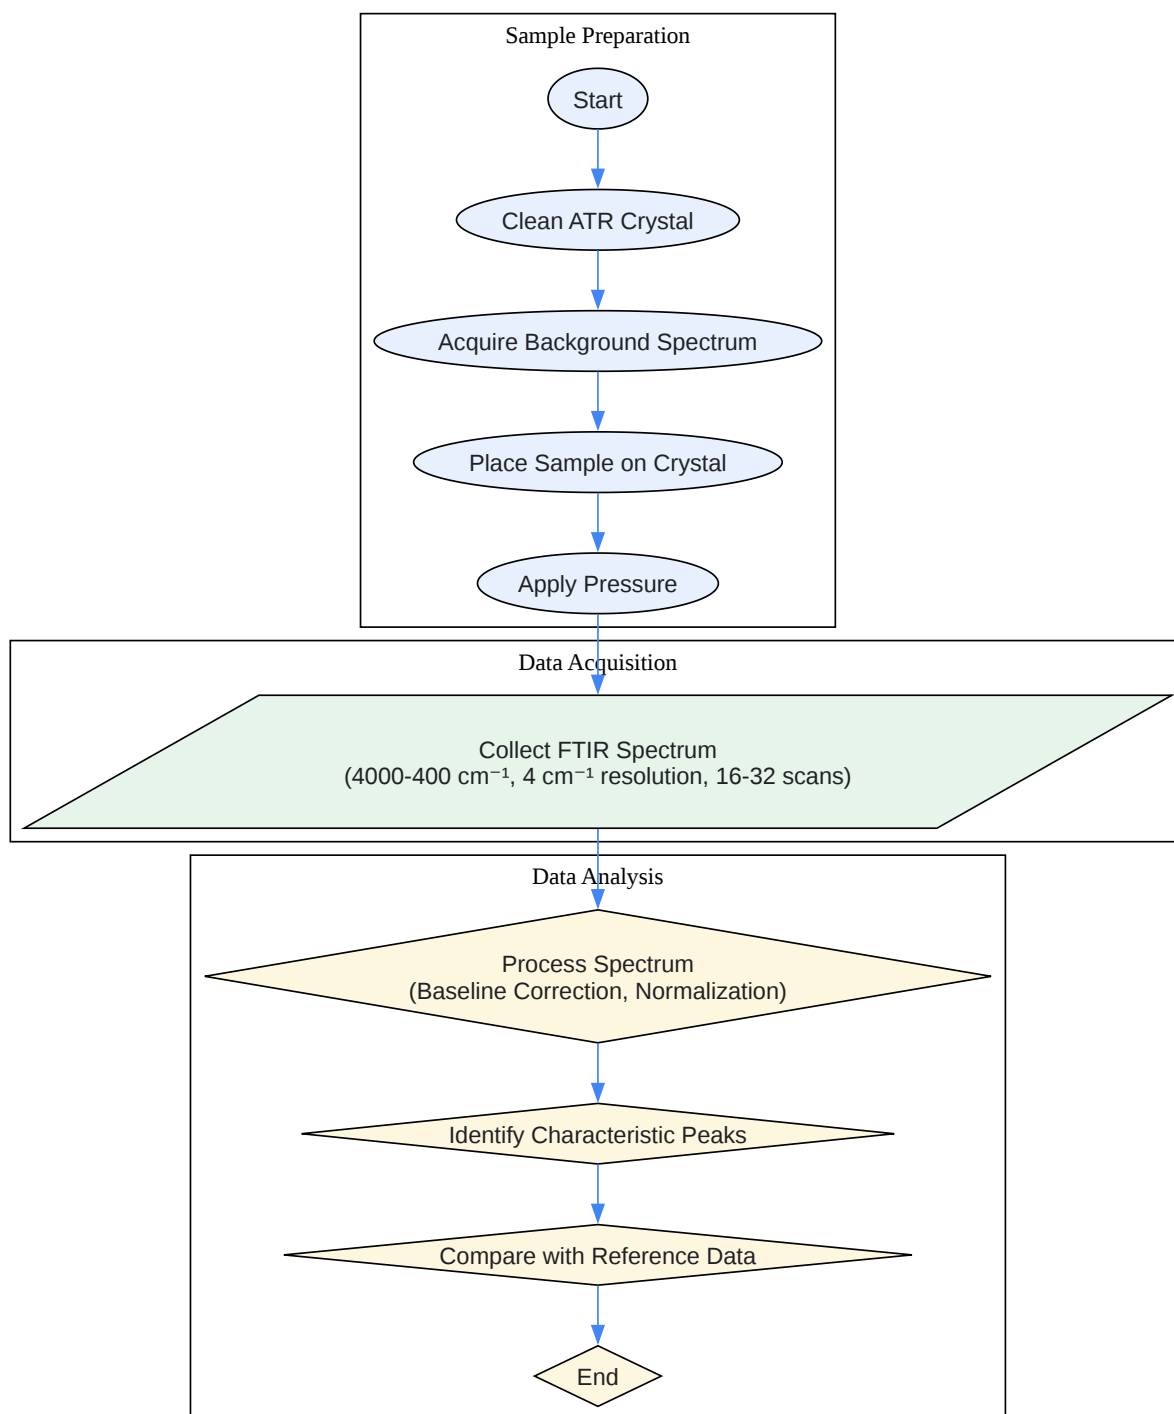 Sample Preparation
Start
Clean ATR Crystal
Acquire Background Spectrum
Place Sample on Crystal
Apply Pressure
Data Acquisition
Collect FTIR Spectrum
(4000-400 cm⁻¹, 4 cm⁻¹ resolution, 16-32 scans)
Data Analysis
Process Spectrum
(Baseline Correction, Normalization)
Identify Characteristic Peaks
Compare with Reference Data
End